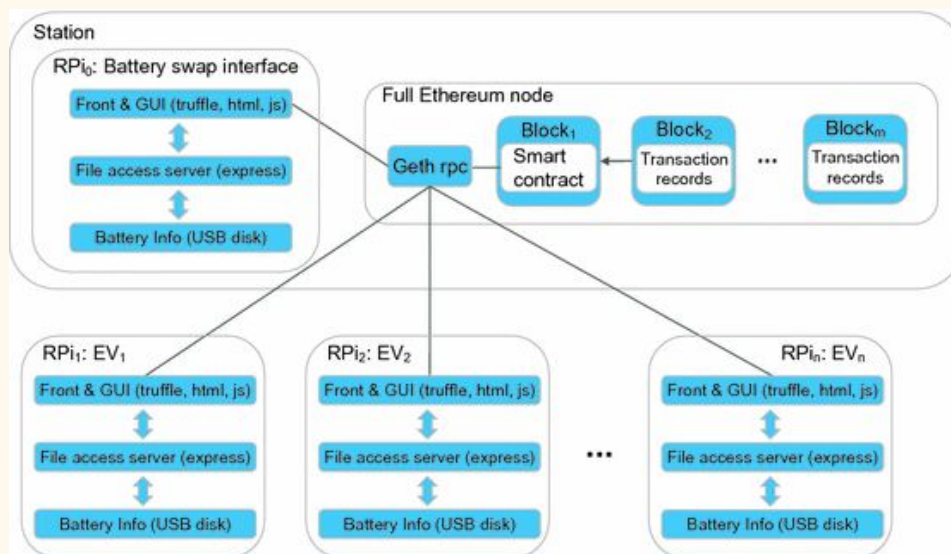 Station
RPi₀: Battery swap interface
Front & GUI (truffle, html, js)
File access server (express)
Battery Info (USB disk)
Full Ethereum node
Geth rpc
Block₁
Smart
contract
Block₂
Transaction
records
...
Blockₘ
Transaction
records
RPi₁: EV₁
Front & GUI (truffle, html, js)
File access server (express)
Battery Info (USB disk)
RPi₂: EV₂
Front & GUI (truffle, html, js)
File access server (express)
Battery Info (USB disk)
...
RPiₙ: EVₙ
Front & GUI (truffle, html, js)
File access server (express)
Battery Info (USB disk)